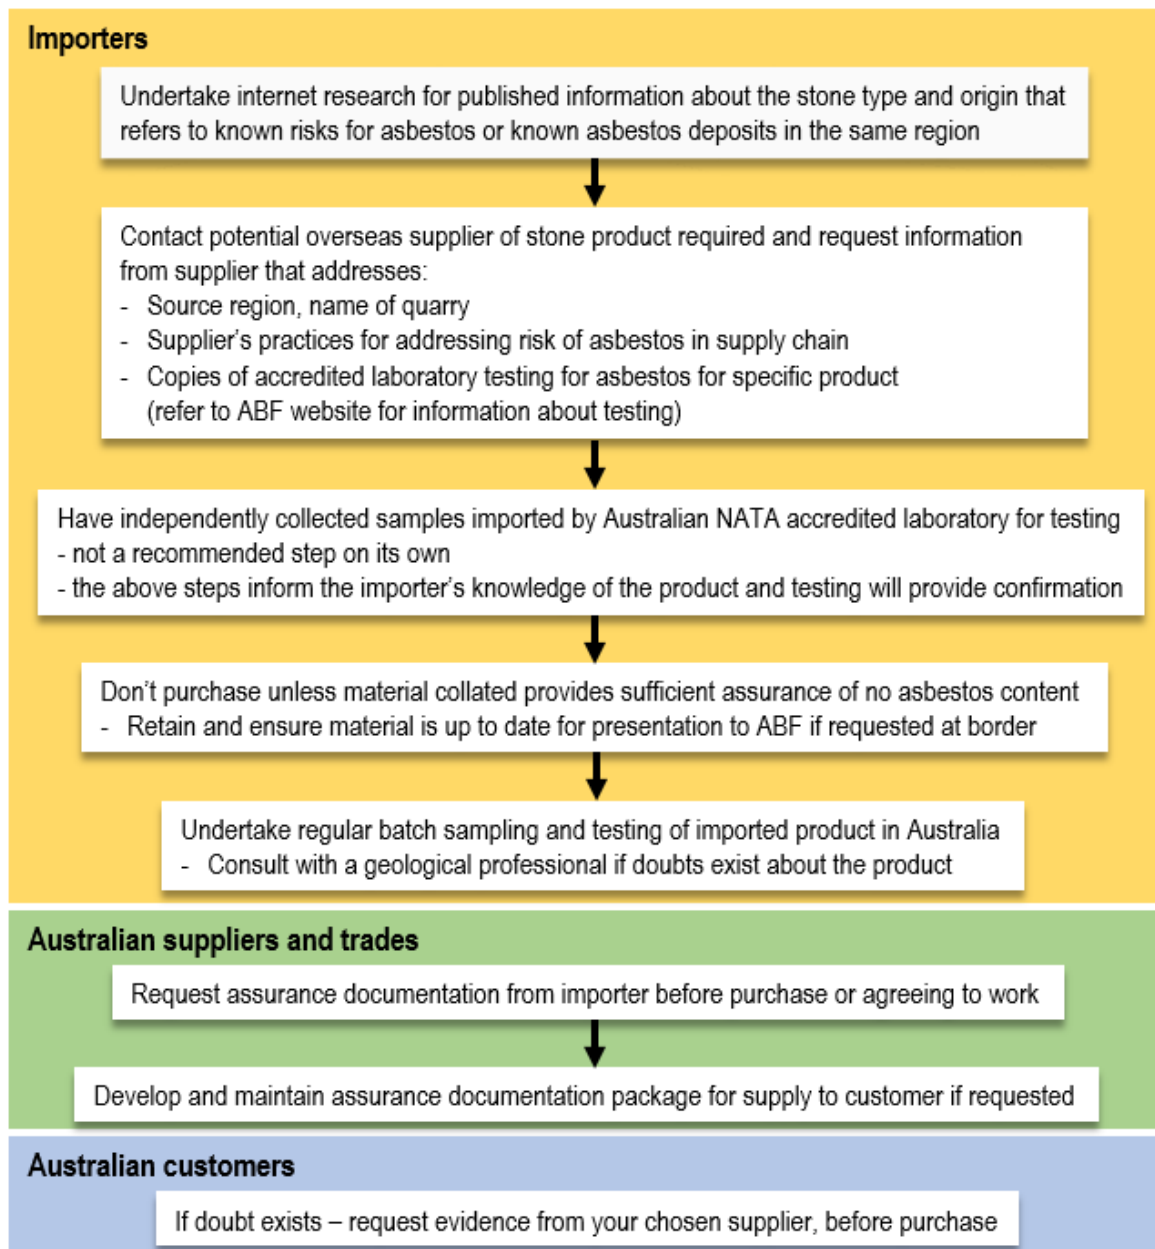 Importers
Undertake internet research for published information about the stone type and origin that
refers to known risks for asbestos or known asbestos deposits in the same region
Contact potential overseas supplier of stone product required and request information
from supplier that addresses:
- Source region, name of quarry
- Supplier’s practices for addressing risk of asbestos in supply chain
- Copies of accredited laboratory testing for asbestos for specific product
(refer to ABF website for information about testing)
Have independently collected samples imported by Australian NATA accredited laboratory for testing
- not a recommended step on its own
- the above steps inform the importer’s knowledge of the product and testing will provide confirmation
Don’t purchase unless material collated provides sufficient assurance of no asbestos content
- Retain and ensure material is up to date for presentation to ABF if requested at border
Undertake regular batch sampling and testing of imported product in Australia
- Consult with a geological professional if doubts exist about the product
Australian suppliers and trades
Request assurance documentation from importer before purchase or agreeing to work
Develop and maintain assurance documentation package for supply to customer if requested
Australian customers
If doubt exists – request evidence from your chosen supplier, before purchase